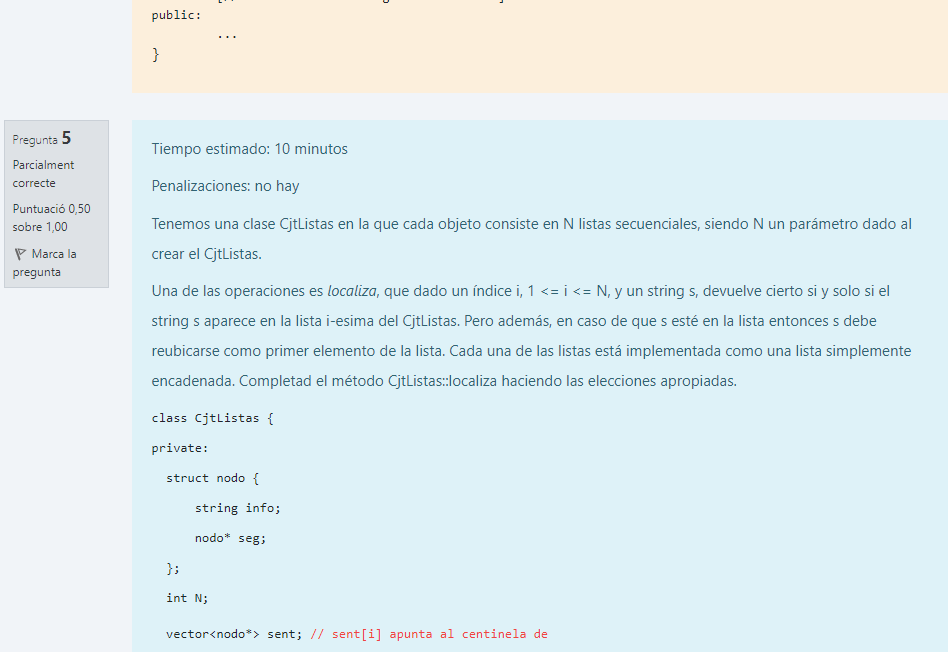 public:
...
}
Pregunta 5
Parcialment
correcte
Puntuació 0,50
sobre 1,00
Marca la
pregunta
Tiempo estimado: 10 minutos
Penalizaciones: no hay
Tenemos una clase CjtListas en la que cada objeto consiste en N listas secuenciales, siendo N un parámetro dado al
crear el CjtListas.
Una de las operaciones es localiza, que dado un índice i, 1 <= i <= N, y un string s, devuelve cierto si y solo si el
string s aparece en la lista i-esima del CjtListas. Pero además, en caso de que s esté en la lista entonces s debe
reubicarse como primer elemento de la lista. Cada una de las listas está implementada como una lista simplemente
encadenada. Completad el método CjtListas::localiza haciendo las elecciones apropiadas.
class CjtListas {
private:
struct nodo {
string info;
nodo* seg;
};
int N;
vector<nodo*> sent; // sent[i] apunta al centinela de